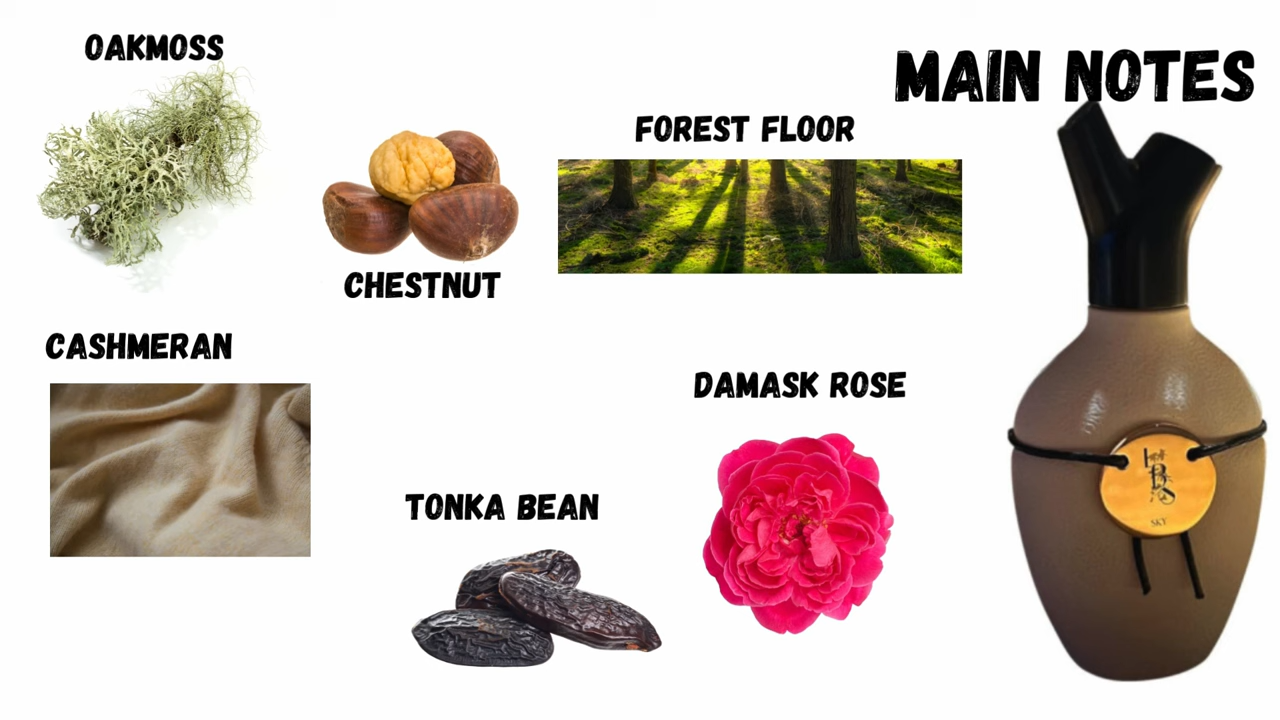 OAKMOSS
MAIN NOTES
FOREST FLOOR
CHESTNUT
CASHMERAN
DAMASK ROSE
TONKA BEAN
SKY